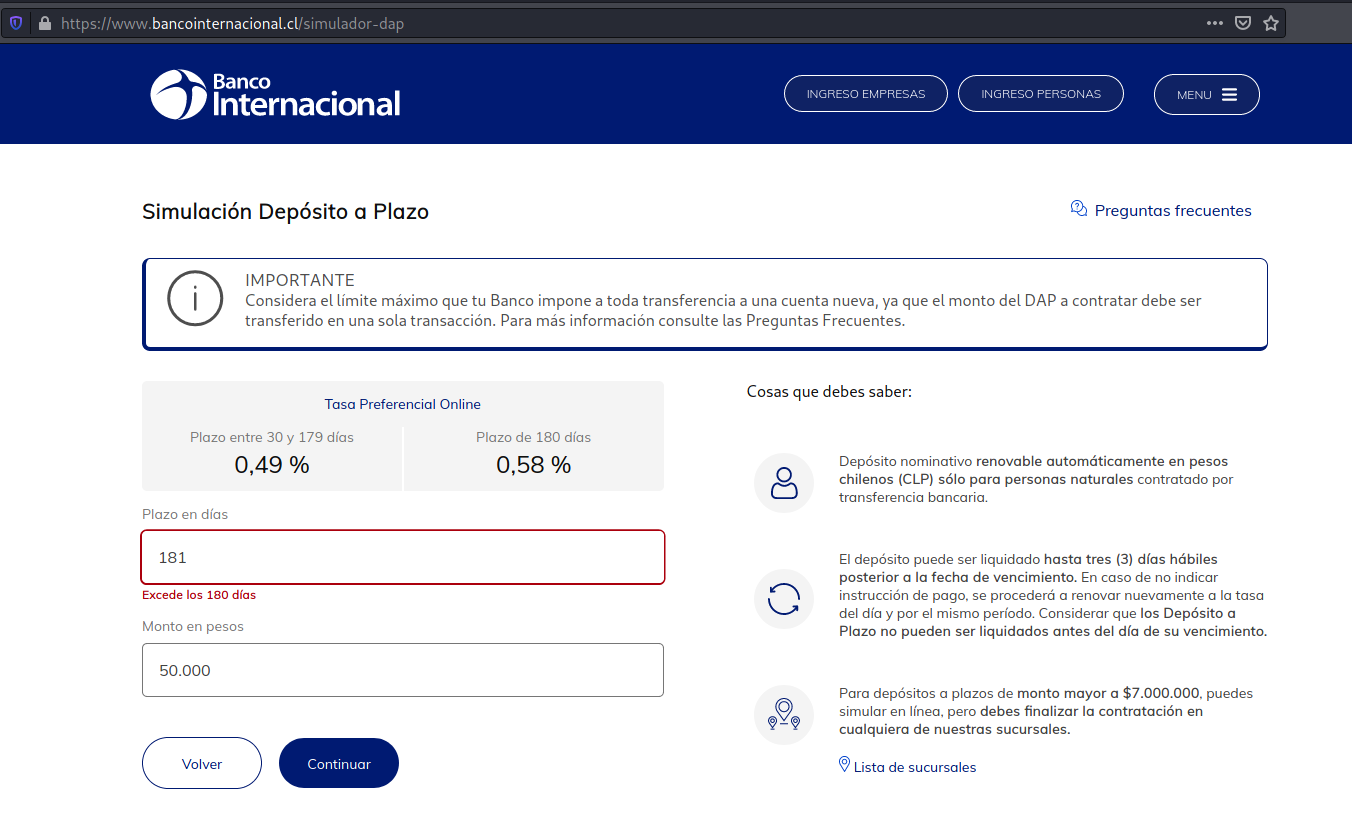 https://www.bancointernacional.cl/simulador-dap
Banco
Internacional
INGRESO EMPRESAS
INGRESO PERSONAS
MENU
Simulación Depósito a Plazo
Preguntas frecuentes
IMPORTANTE
Considera el límite máximo que tu Banco impone a toda transferencia a una cuenta nueva, ya que el monto del DAP a contratar debe ser
transferido en una sola transacción. Para más información consulte las Preguntas Frecuentes.
Tasa Preferencial Online
Plazo entre 30 y 179 días
0,49 %
Plazo de 180 días
0,58 %
Plazo en días
181
Excede los 180 días
Monto en pesos
50.000
Volver
Continuar
Cosas que debes saber:
Depósito nominativo renovable automáticamente en pesos
chilenos (CLP) sólo para personas naturales contratado por
transferencia bancaria.
El depósito puede ser liquidado hasta tres (3) días hábiles
posterior a la fecha de vencimiento. En caso de no indicar
instrucción de pago, se procederá a renovar nuevamente a la tasa
del día y por el mismo período. Considerar que los Depósito a
Plazo no pueden ser liquidados antes del día de su vencimiento.
Para depósitos a plazos de monto mayor a $7.000.000, puedes
simular en línea, pero debes finalizar la contratación en
cualquiera de nuestras sucursales.
Lista de sucursales